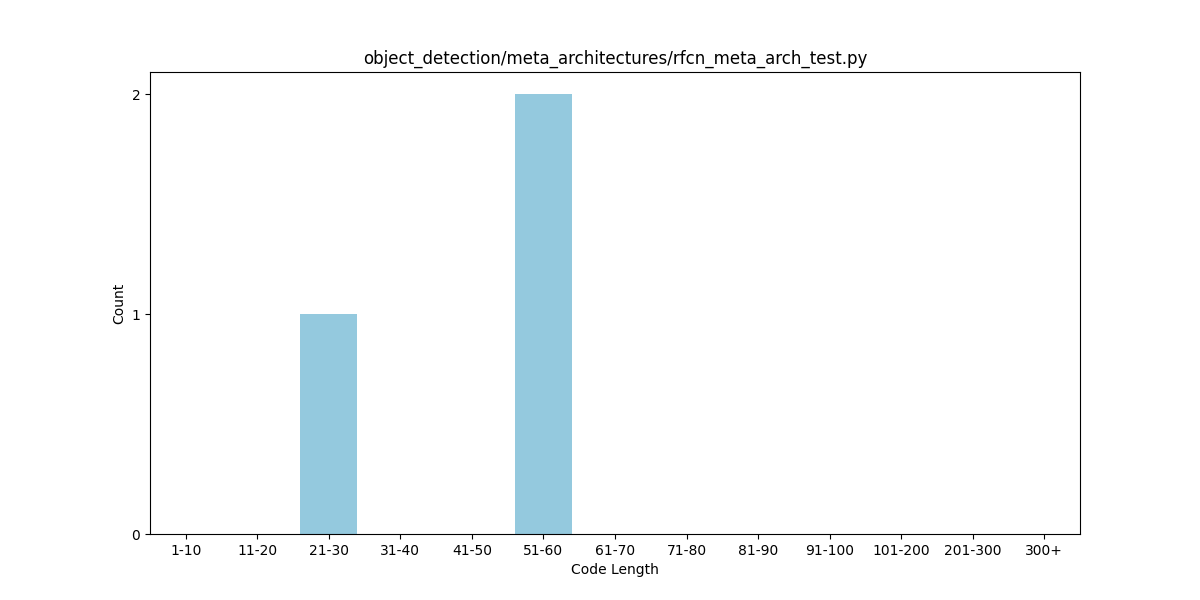 object_detection/meta_architectures/rfcn_meta_arch_test.py
2
1
0
Count
1-10 11-20 21-30 31-40 41-50 51-60 61-70 71-80 81-90 91-100 101-200 201-300 300+
Code Length